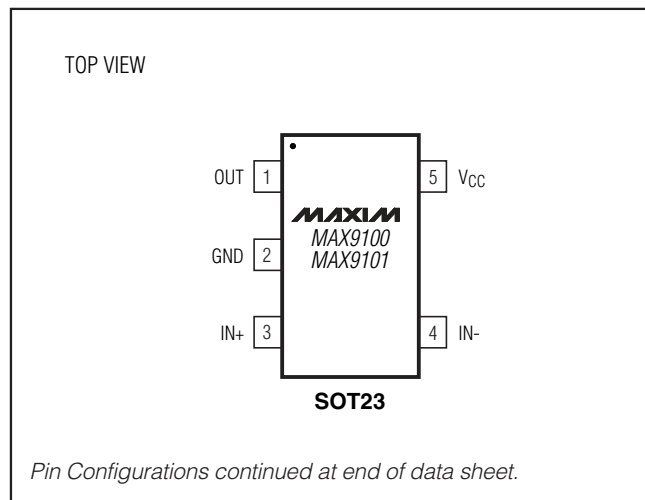 TOP VIEW
OUT 1
5 VCC
MAXIM
MAX9100
MAX9101
GND 2
IN+ 3
4 IN-
SOT23
Pin Configurations continued at end of data sheet.